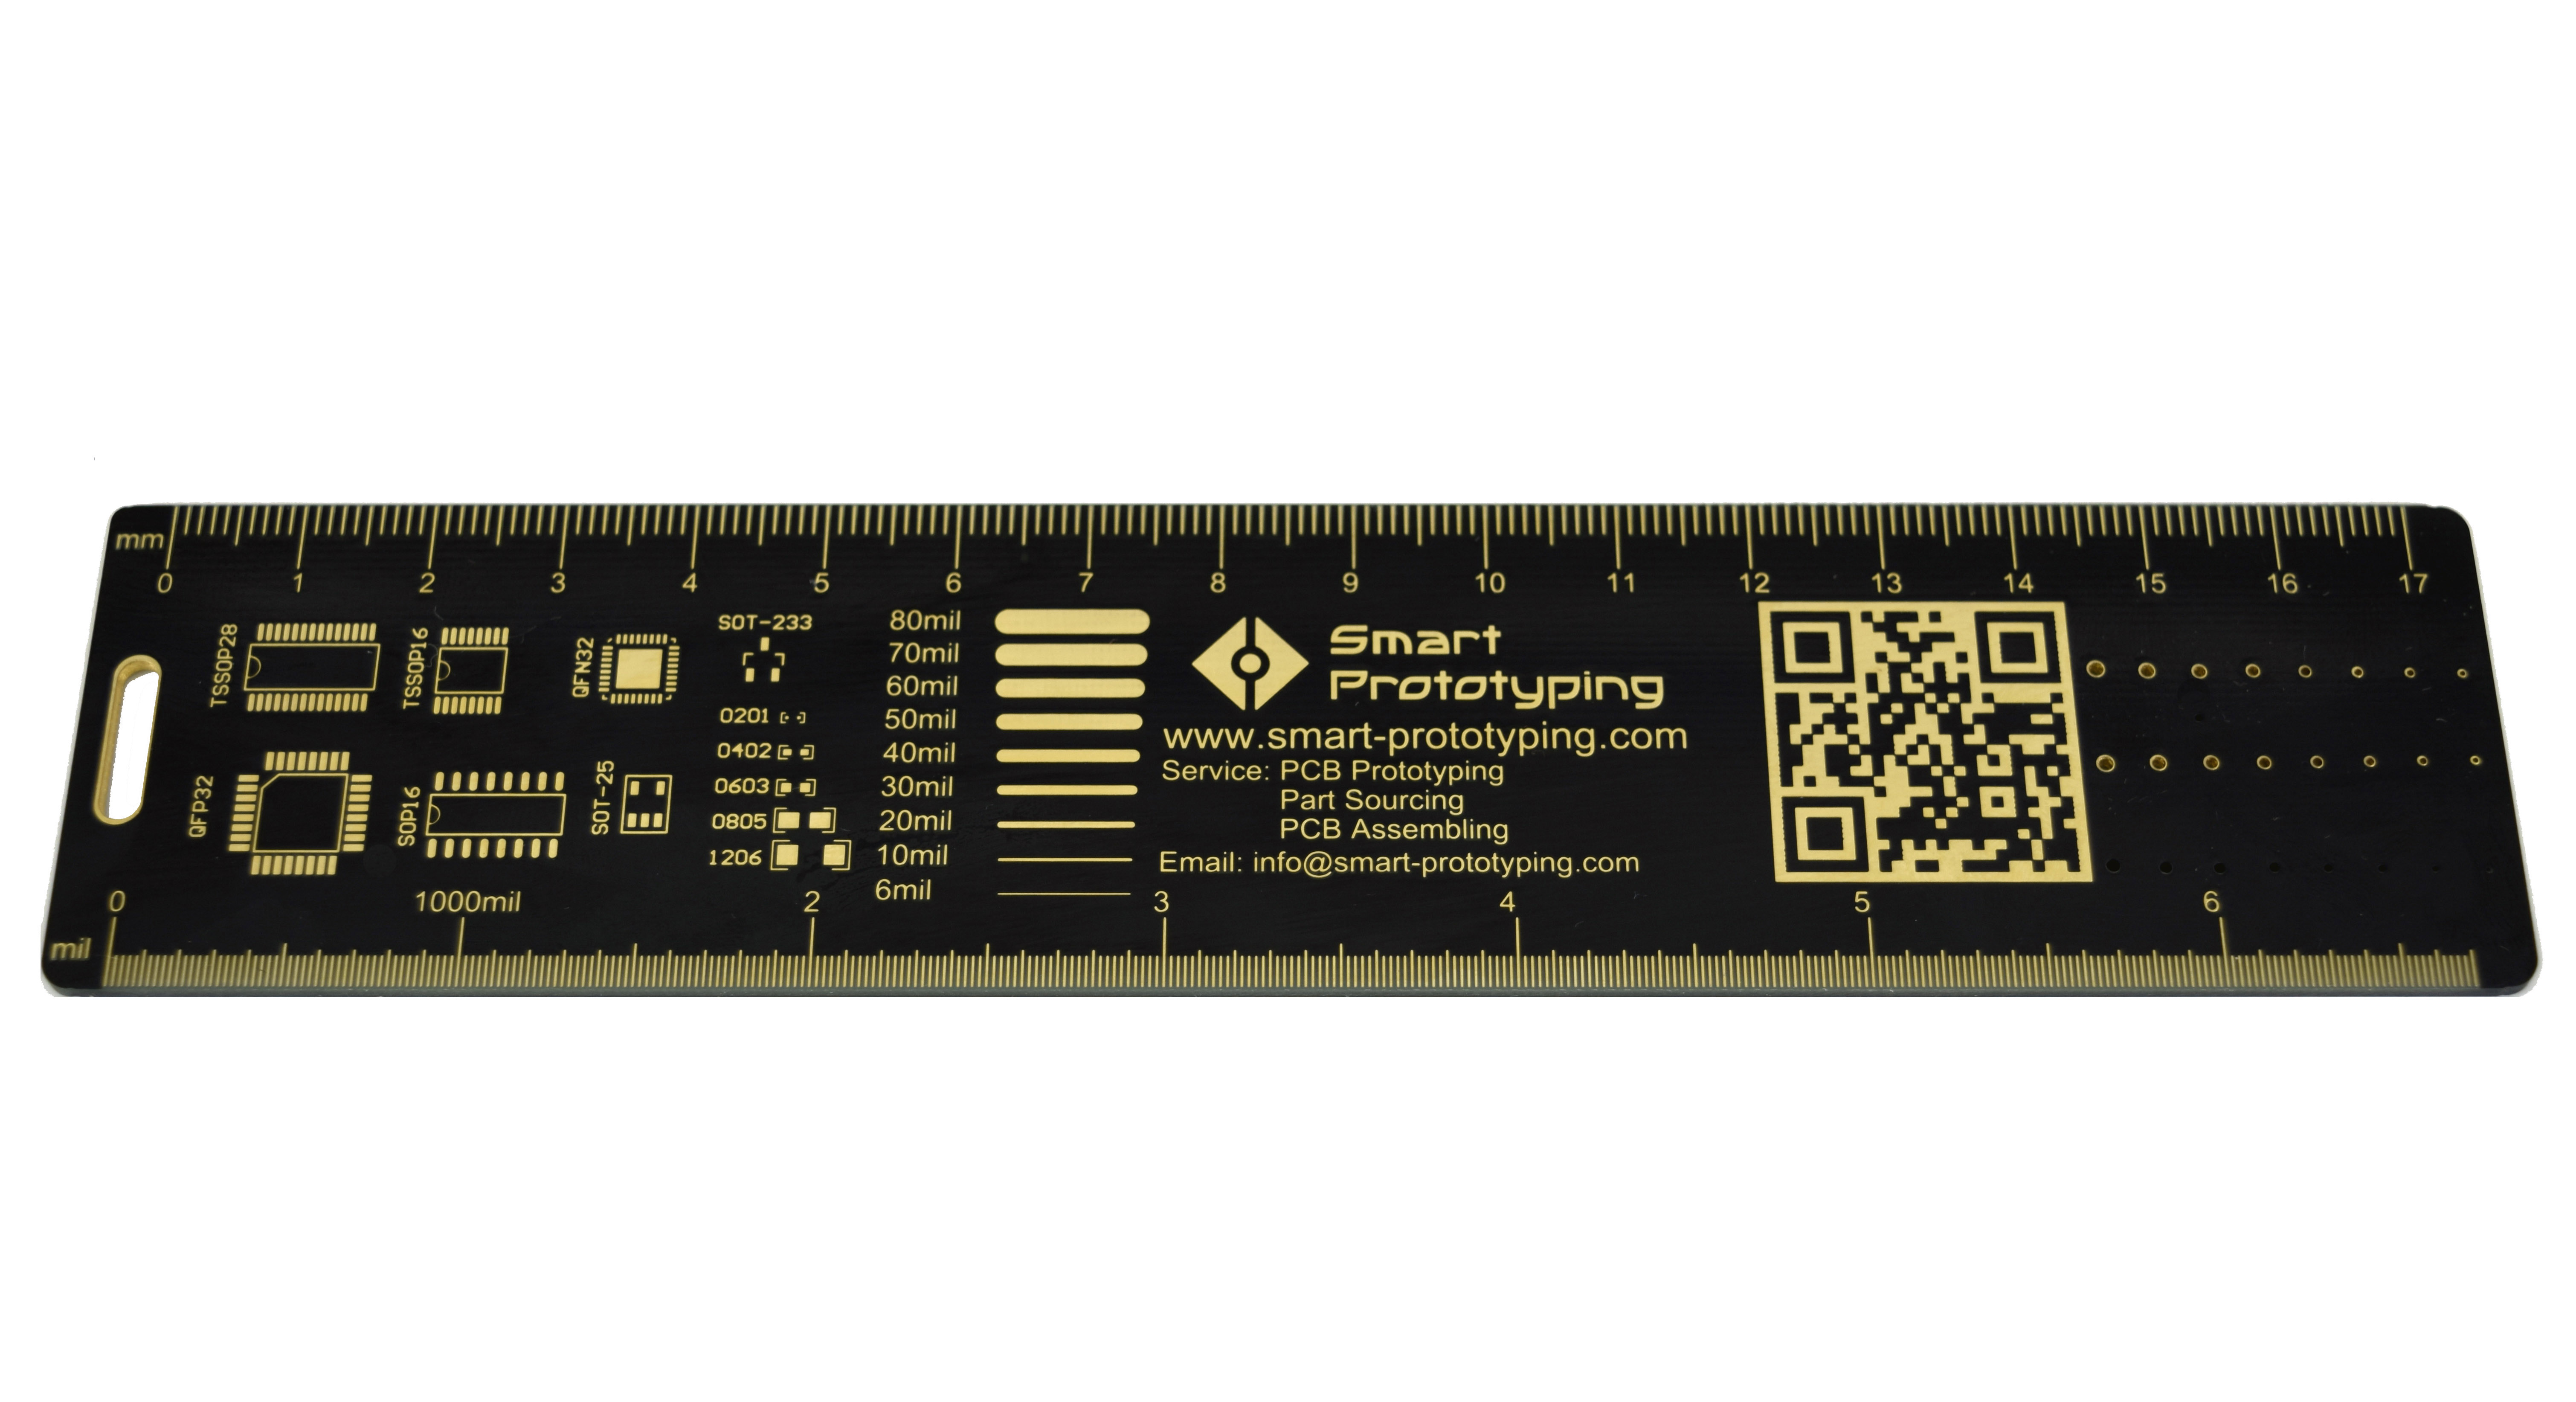 mm
0 1 2 3 4 5 6 7 8 9 10 11 12 13 14 15 16 17
TSSOP28
TSSOP16
QFN32
SOT-233
0201
0402
0603
0805
1206
QFP32
SOP16
SOT-25
80mil
70mil
60mil
50mil
40mil
30mil
20mil
10mil
6mil
Smart
Prototyping
www.smart-prototyping.com
Service: PCB Prototyping
Part Sourcing
PCB Assembling
Email: info@smart-prototyping.com
0 1000mil 2 3 4 5 6
mil